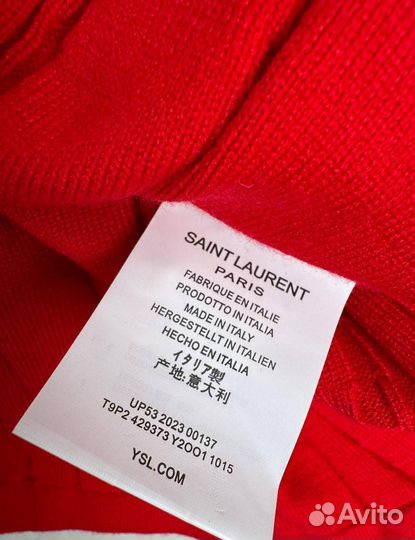 SAINT LAURENT
PARIS
FABRIQUE EN ITALIE
PRODOTTO IN ITALIA
MADE IN ITALY
HERGESTELLT IN ITALIEN
HECHO EN ITALIA
イタリア製
产地:意大利
UP53 2023 00137
T9P2 429373 Y2OO1 1015
YSL.COM
Avito